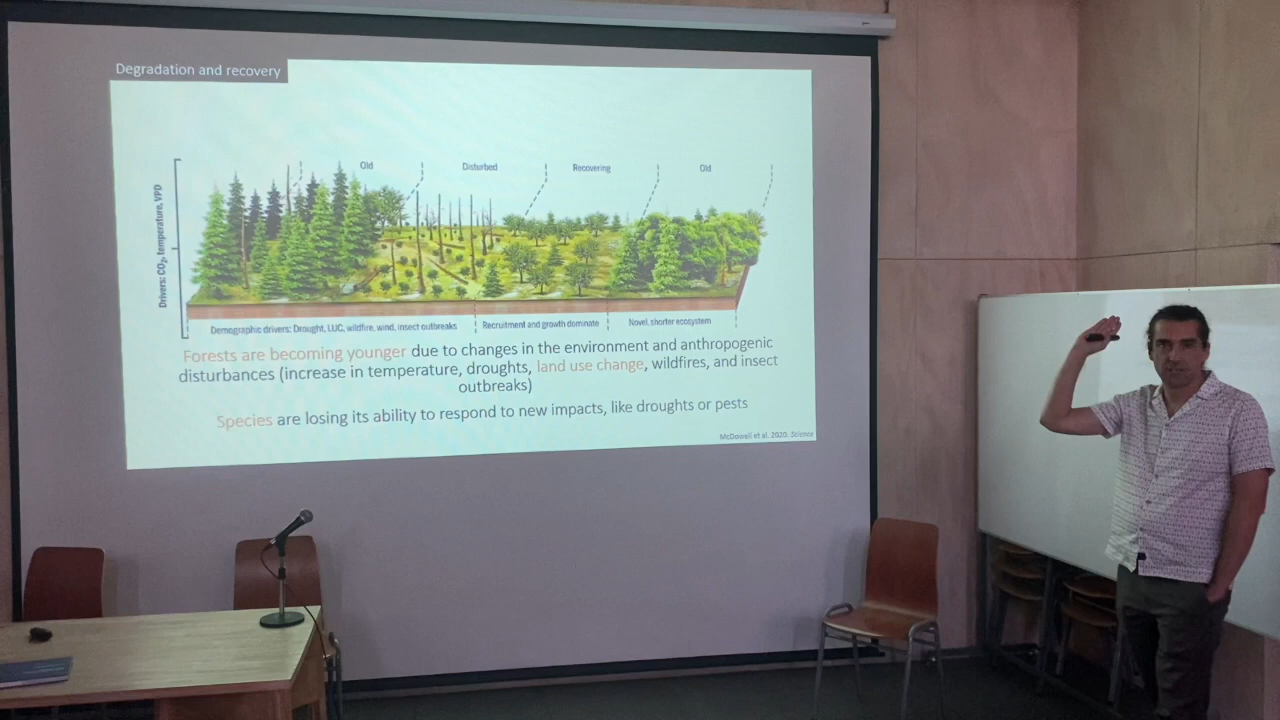 Degradation and recovery
Old
Disturbed
Recovering
Old
Drivers: CO₂, temperature, VPD
Demographic drivers: Drought, LUC, wildfire, wind, insect outbreaks
Recruitment and growth dominate
Novel, shorter ecosystem
Forests are becoming younger due to changes in the environment and anthropogenic
disturbances (increase in temperature, droughts, land use change, wildfires, and insect
outbreaks)
Species are losing its ability to respond to new impacts, like droughts or pests
McDowell et al. 2020. Science